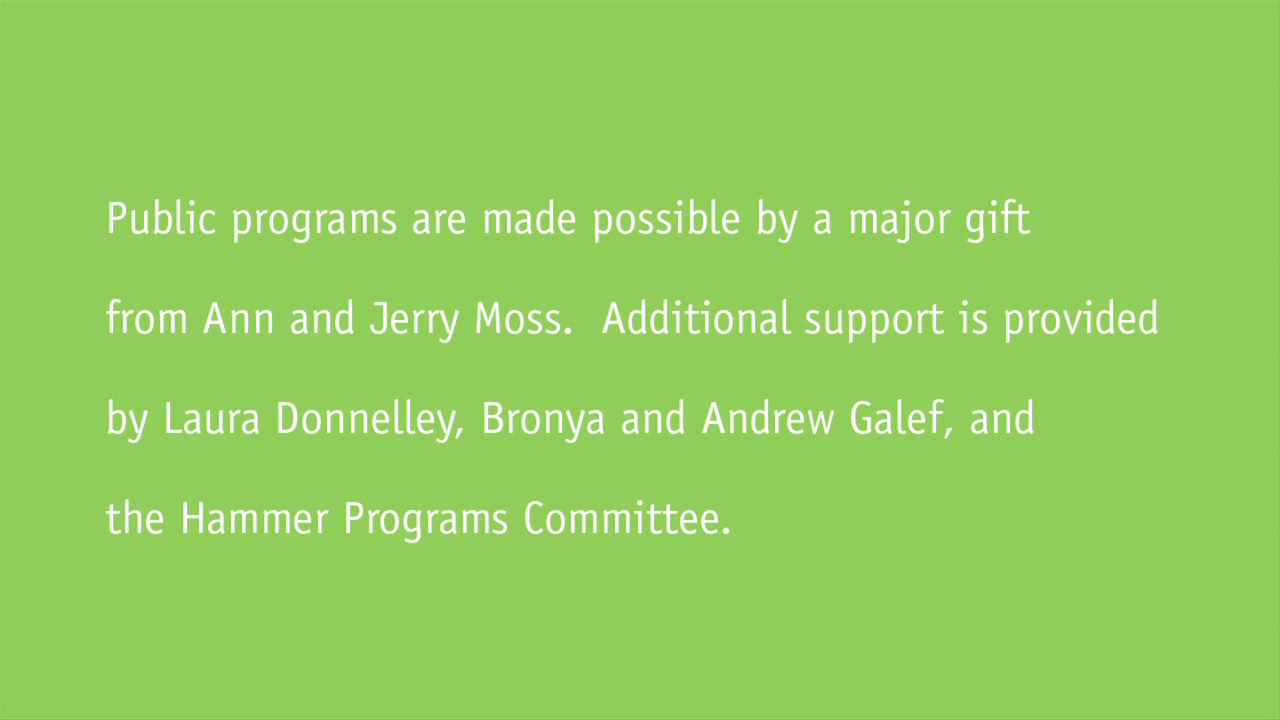 Public programs are made possible by a major gift
from Ann and Jerry Moss.  Additional support is provided
by Laura Donnelley, Bronya and Andrew Galef, and
the Hammer Programs Committee.